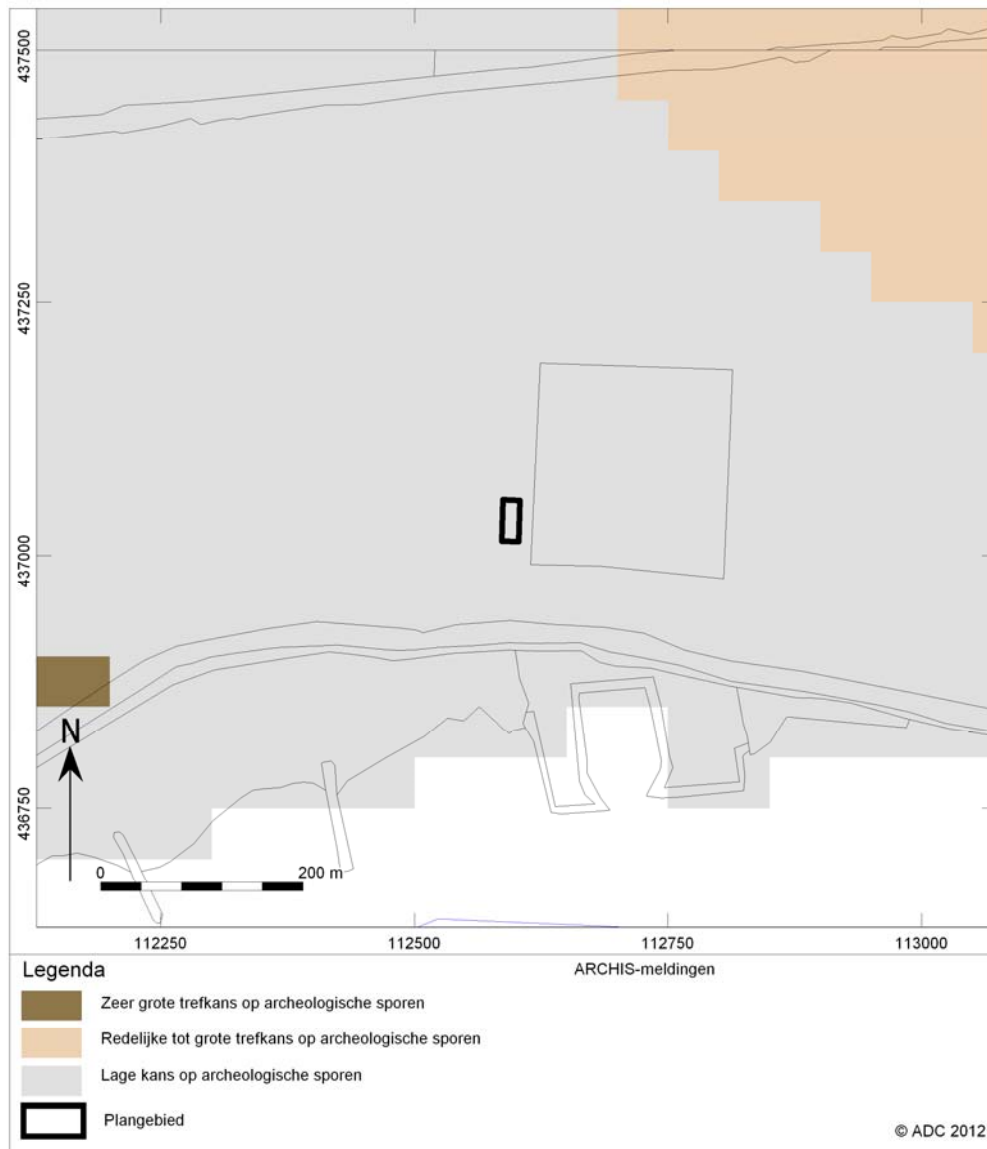 437500
437250
437000
436750
N
0 200 m
112250 112500 112750 113000
Legenda
ARCHIS-meldingen
Zeer grote trefkans op archeologische sporen
Redelijke tot grote trefkans op archeologische sporen
Lage kans op archeologische sporen
Plangebied
© ADC 2012